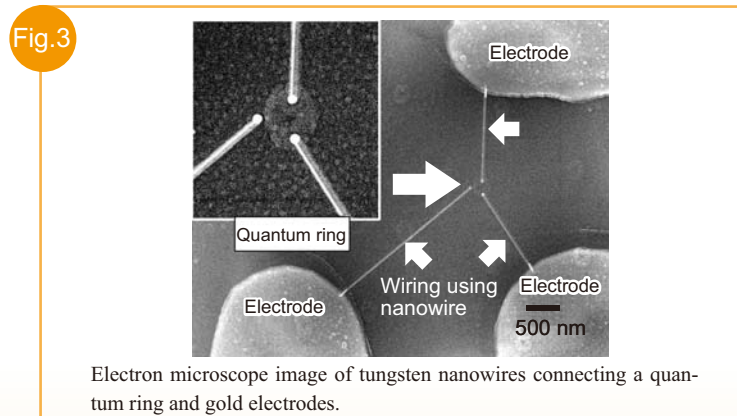 Fig.3
Electrode
Quantum ring
Wiring using
nanowire
Electrode
Electrode
500 nm
Electron microscope image of tungsten nanowires connecting a quan-
tum ring and gold electrodes.